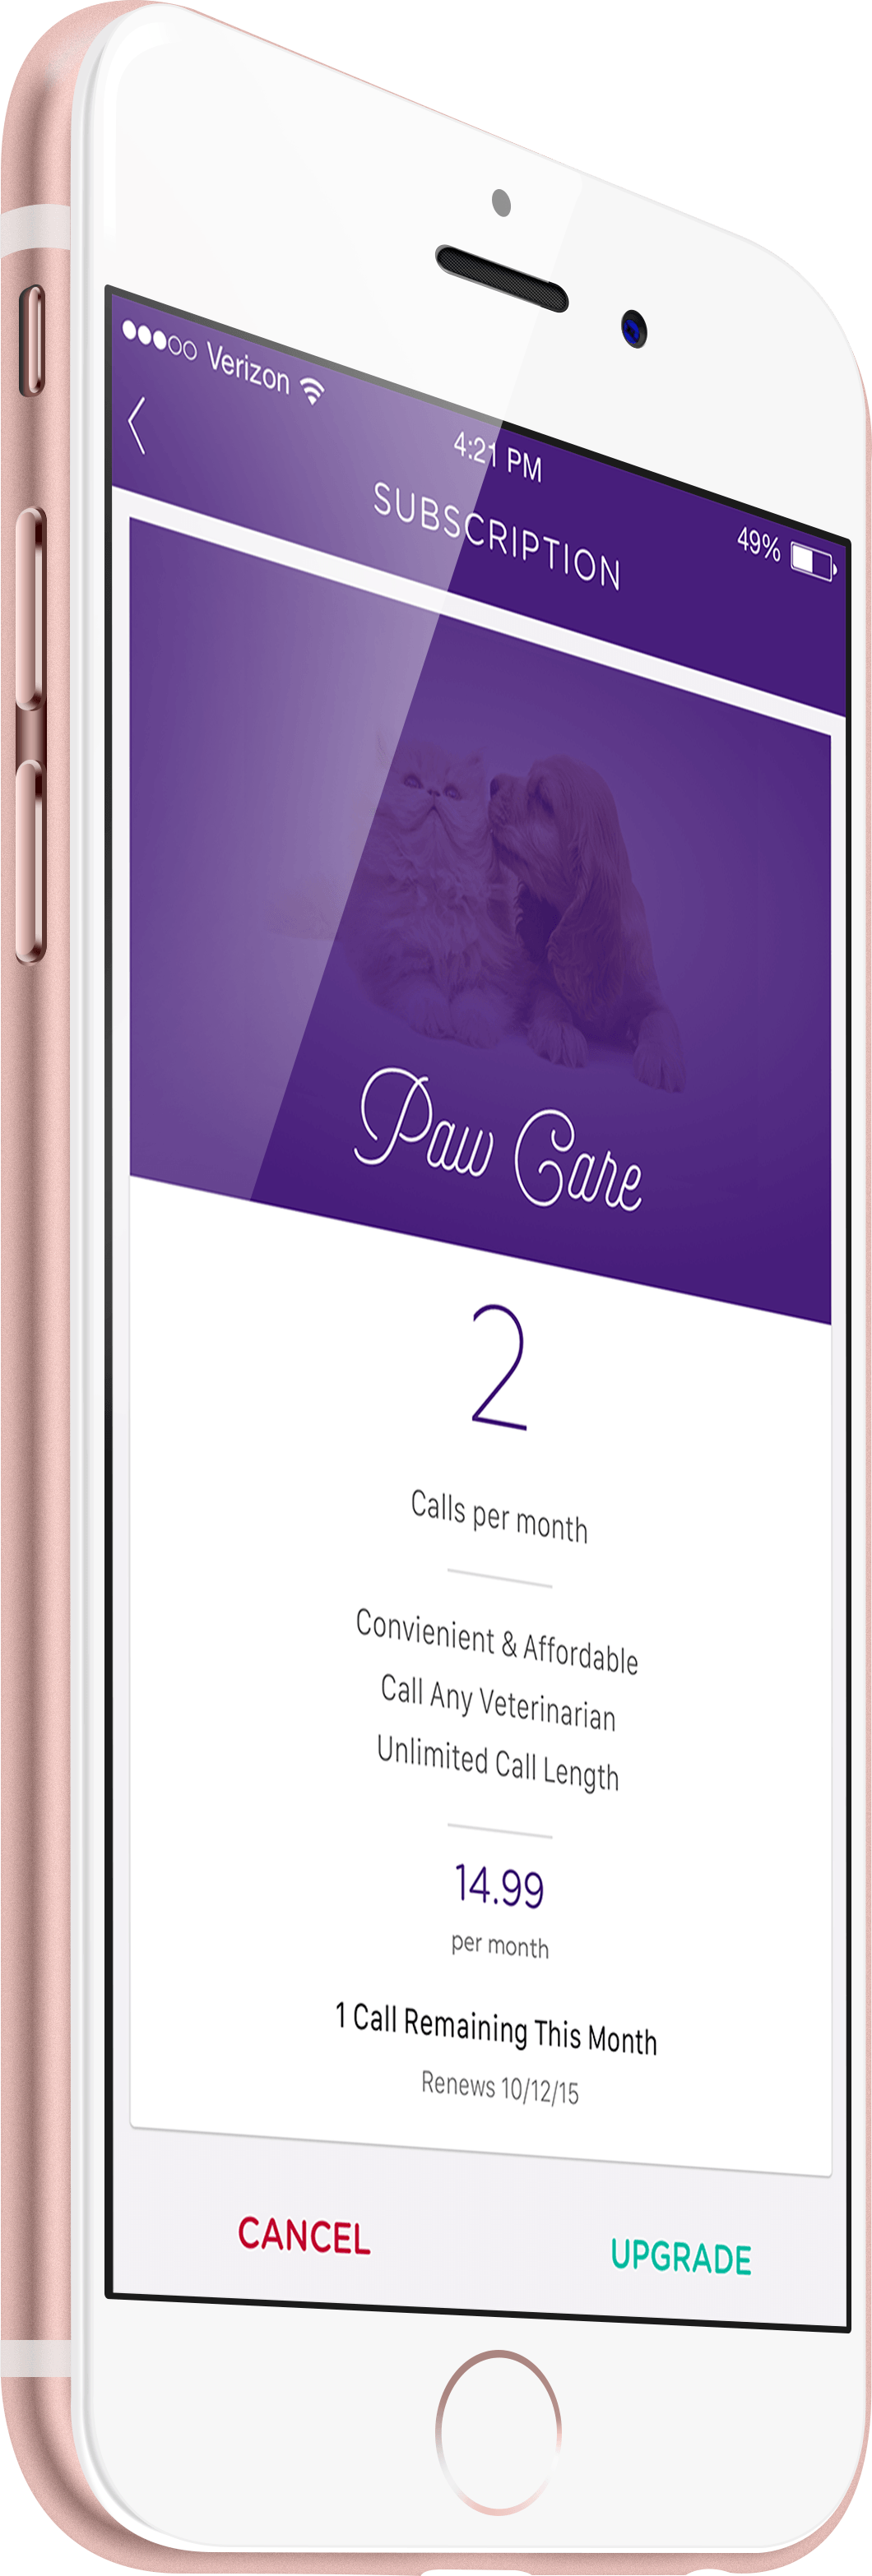 Verizon
4:21 PM
49%
SUBSCRIPTION
Paw Care
2
Calls per month
Convienient & Affordable
Call Any Veterinarian
Unlimited Call Length
14.99
per month
1 Call Remaining This Month
Renews 10/12/15
CANCEL
UPGRADE